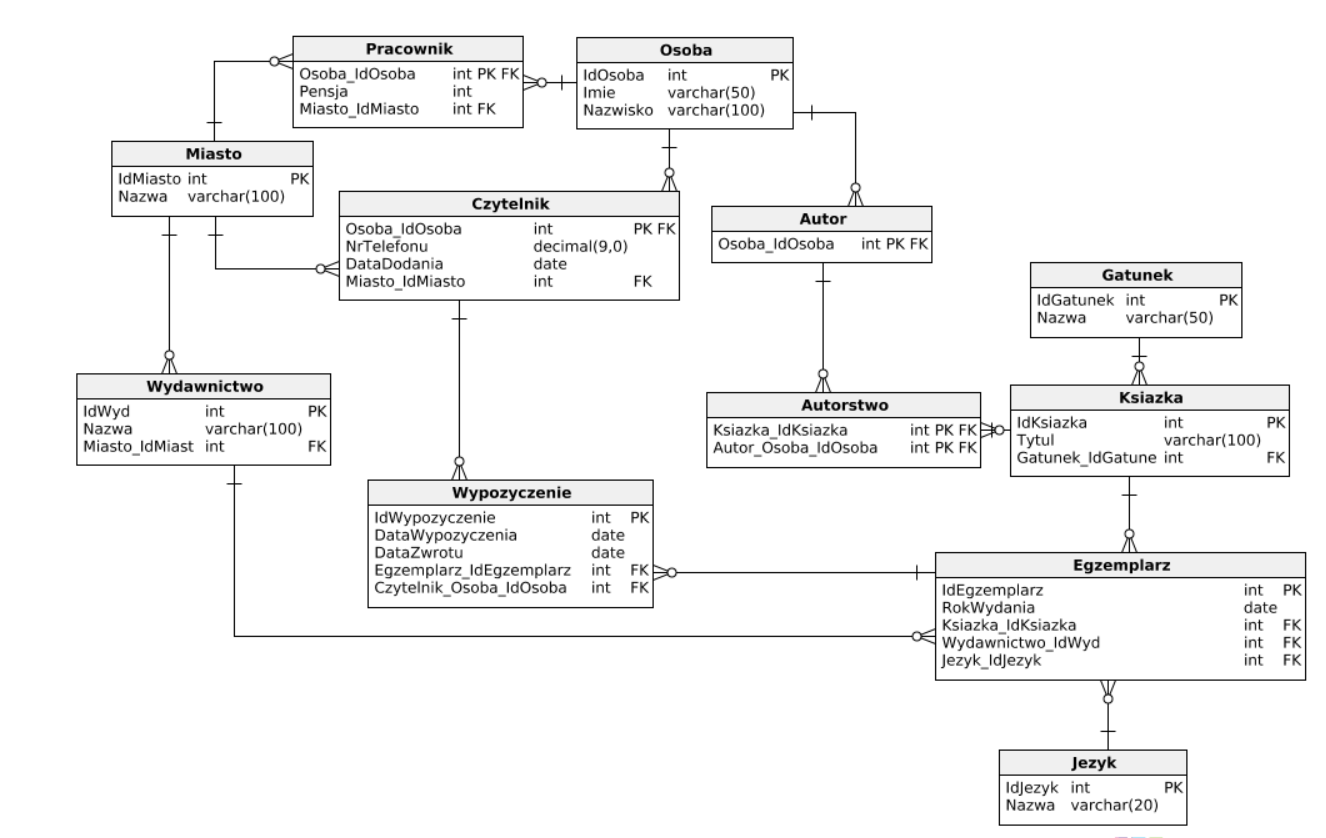 Pracownik
Osoba_IdOsoba int PK FK
Pensja int
Miasto_IdMiasto int FK
Osoba
IdOsoba int PK
Imie varchar(50)
Nazwisko varchar(100)
Miasto
IdMiasto int PK
Nazwa varchar(100)
Czytelnik
Osoba_IdOsoba int PK FK
NrTelefonu decimal(9,0)
DataDodania date
Miasto_IdMiasto int FK
Autor
Osoba_IdOsoba int PK FK
Gatunek
IdGatunek int PK
Nazwa varchar(50)
Wydawnictwo
IdWyd int PK
Nazwa varchar(100)
Miasto_IdMiast int FK
Autorstwo
Ksiazka_IdKsiazka int PK FK
Autor_Osoba_IdOsoba int PK FK
Ksiazka
IdKsiazka int PK
Tytul varchar(100)
Gatunek_IdGatune int FK
Wypozyczenie
IdWypozyczenie int PK
DataWypozyczenia date
DataZwrotu date
Egzemplarz_IdEgzemplarz int FK
Czytelnik_Osoba_IdOsoba int FK
Egzemplarz
IdEgzemplarz int PK
RokWydania date
Ksiazka_IdKsiazka int FK
Wydawnictwo_IdWyd int FK
Jezyk_IdJezyk int FK
Jezyk
IdJezyk int PK
Nazwa varchar(20)